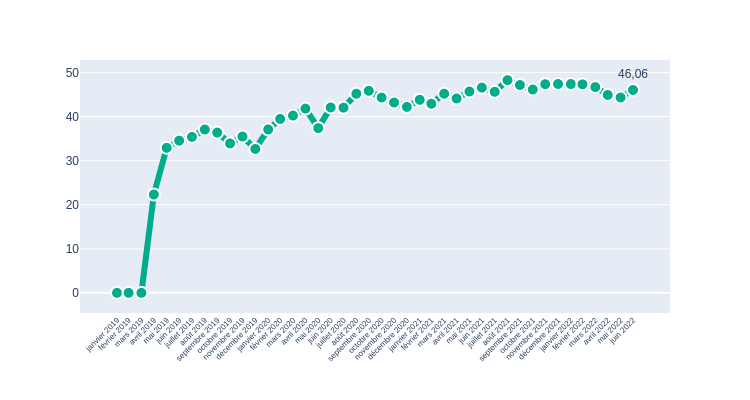 50
40
30
20
10
0
46,06
janvier 2019
février 2019
mars 2019
avril 2019
mai 2019
juin 2019
juillet 2019
août 2019
septembre 2019
octobre 2019
novembre 2019
décembre 2019
janvier 2020
février 2020
mars 2020
avril 2020
mai 2020
juin 2020
juillet 2020
août 2020
septembre 2020
octobre 2020
novembre 2020
décembre 2020
janvier 2021
février 2021
mars 2021
avril 2021
mai 2021
juin 2021
juillet 2021
août 2021
septembre 2021
octobre 2021
novembre 2021
décembre 2021
janvier 2022
février 2022
mars 2022
avril 2022
mai 2022
juin 2022